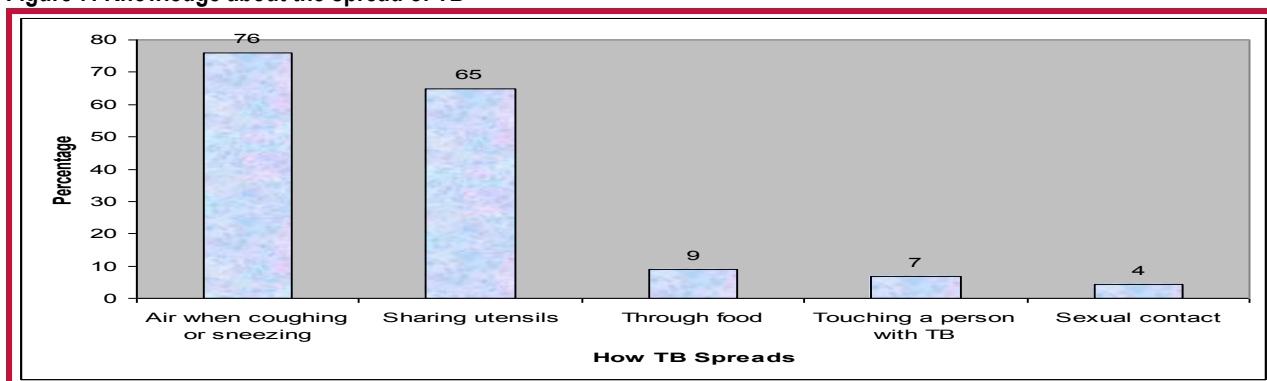 80
70
60
50
40
30
20
10
0
Percentage
76
65
9
7
4
Air when coughing
or sneezing
Sharing utensils
Through food
Touching a person
with TB
Sexual contact
How TB Spreads